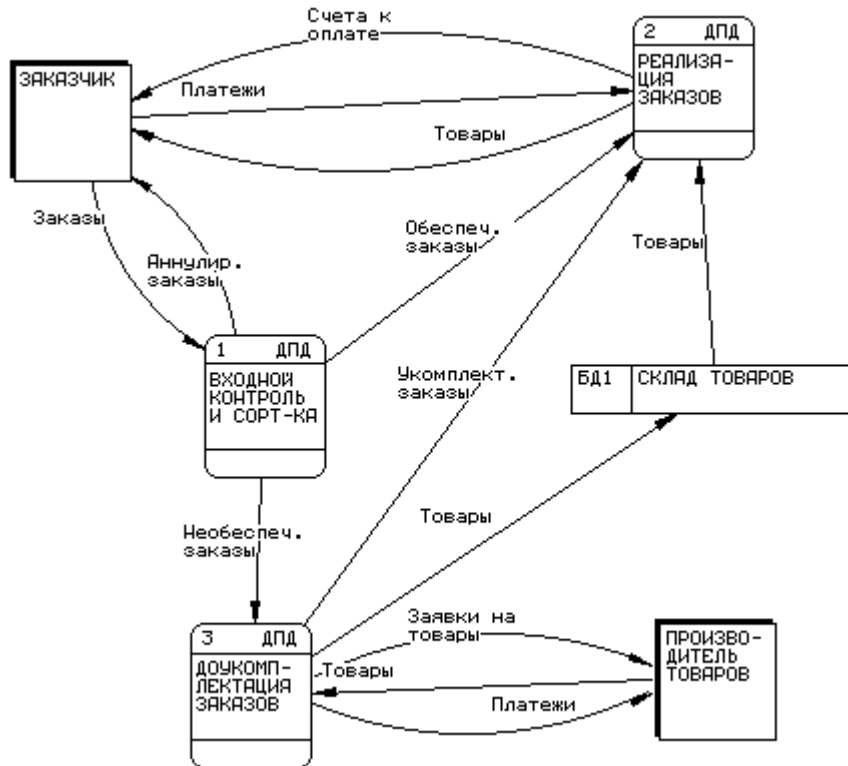 Счета к
оплате
2 ДПД
РЕАЛИЗА-
ЦИЯ
ЗАКАЗОВ
ЗАКАЗЧИК
Платежи
Товары
Заказы
Аннулир.
заказы
Обеспеч.
заказы
Товары
1 ДПД
ВХОДНОЙ
КОНТРОЛЬ
И СОРТ-КА
Укомплект.
заказы
БД1 СКЛАД ТОВАРОВ
Товары
Необеспеч.
заказы
Заявки на
товары
3 ДПД
ДОУКОМП-
ЛЕКТАЦИЯ
ЗАКАЗОВ
Товары
Платежи
ПРОИЗВО-
ДИТЕЛЬ
ТОВАРОВ